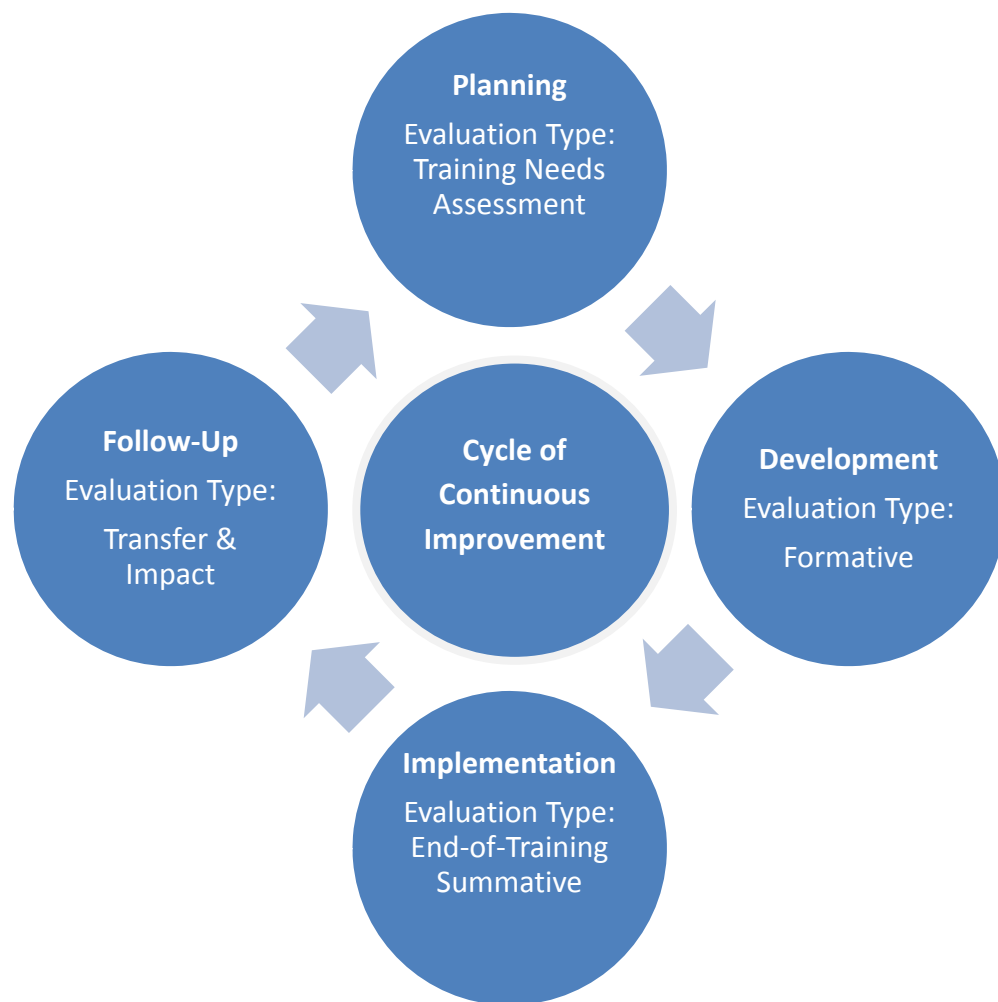 Planning
Evaluation Type:
Training Needs
Assessment
Follow-Up
Evaluation Type:
Transfer &
Impact
Cycle of
Continuous
Improvement
Development
Evaluation Type:
Formative
Implementation
Evaluation Type:
End-of-Training
Summative